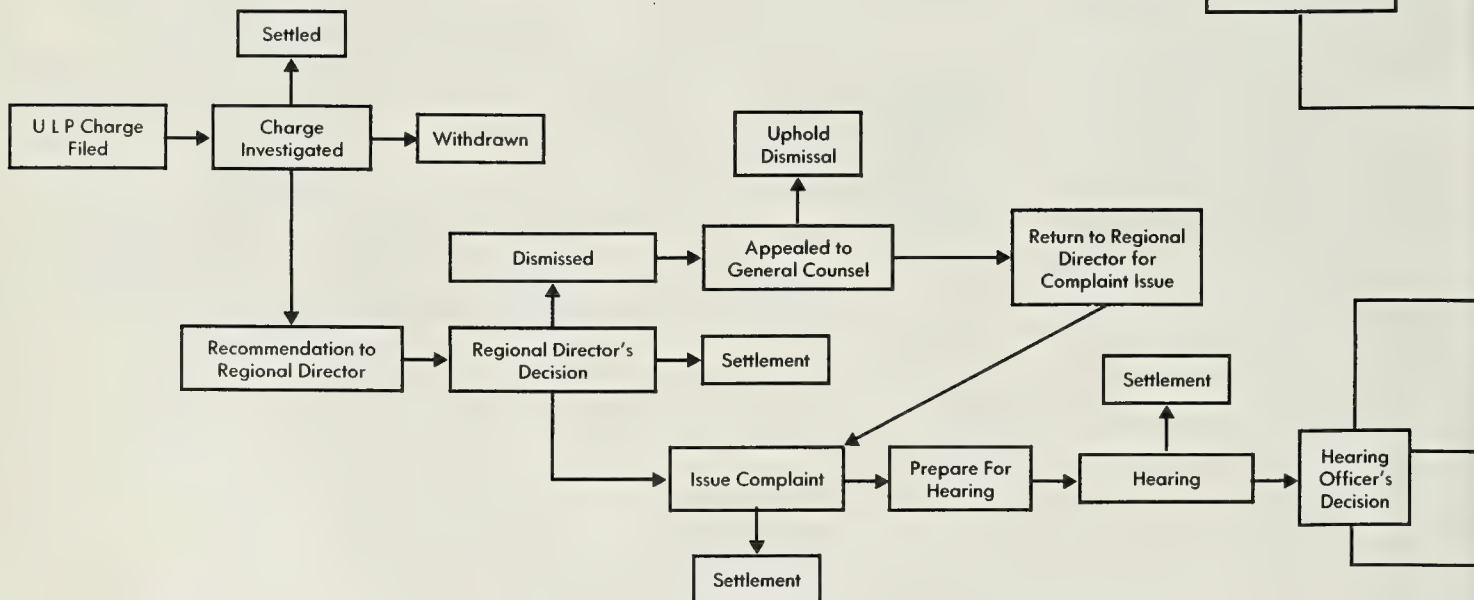 Settled
U L P Charge
Filed
Charge
Investigated
Withdrawn
Uphold
Dismissal
Dismissed
Appealed to
General Counsel
Return to Regional
Director for
Complaint Issue
Recommendation to
Regional Director
Regional Director's
Decision
Settlement
Settlement
Issue Complaint
Prepare For
Hearing
Hearing
Hearing
Officer's
Decision
Settlement